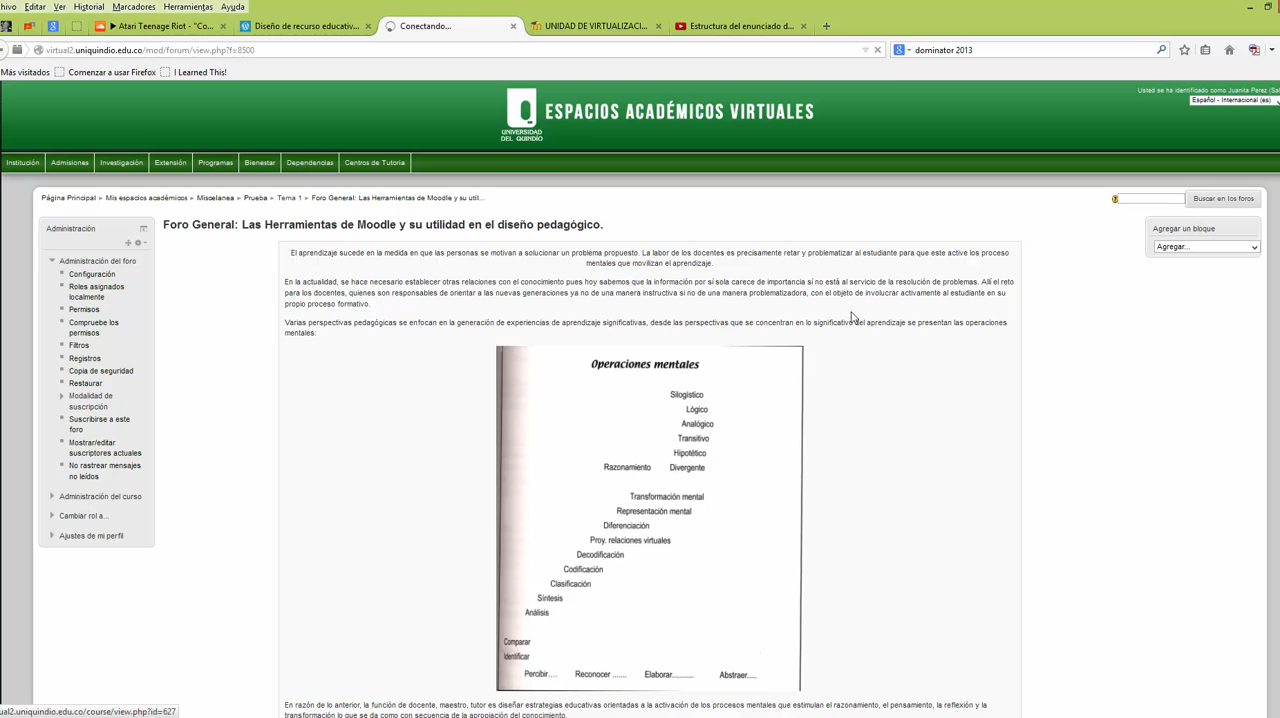 hivo Editar Ver Historial Marcadores Herramientas Ayuda
Atari Teenage Riot - "Co...
Diseño de recurso educativ...
Conectando...
UNIDAD DE VIRTUALIZACI...
Estructura del enunciado d...
virtual2.uniquindio.edu.co/mod/forum/view.php?f=8500
dominator 2013
Más visitados Comenzar a usar Firefox I Learned This!
Usted se ha identificado como Juanita Perez (Sal
Español - Internacional (es)
UNIVERSIDAD
DEL QUINDÍO
ESPACIOS ACADÉMICOS VIRTUALES
Institución Admisiones Investigación Extensión Programas Bienestar Dependencias Centros de Tutoria
Página Principal ► Mis espacios académicos ► Miscelanea ► Prueba ► Tema 1 ► Foro General: Las Herramientas de Moodle y su util...
Buscar en los foros
Administración
Administración del foro
Configuración
Roles asignados
localmente
Permisos
Compruebe los
permisos
Filtros
Registros
Copia de seguridad
Restaurar
Modalidad de
suscripción
Suscribirse a este
foro
Mostrar/editar
suscriptores actuales
No rastrear mensajes
no leídos
Administración del curso
Cambiar rol a...
Ajustes de mi perfil
Foro General: Las Herramientas de Moodle y su utilidad en el diseño pedagógico.
El aprendizaje sucede en la medida en que las personas se motivan a solucionar un problema propuesto. La labor de los docentes es precisamente retar y problematizar al estudiante para que este active los proceso
mentales que movilizan el aprendizaje.
En la actualidad, se hace necesario establecer otras relaciones con el conocimiento pues hoy sabemos que la información por sí sola carece de importancia sí no está al servicio de la resolución de problemas. Allí el reto
para los docentes, quienes son responsables de orientar a las nuevas generaciones ya no de una manera instructiva si no de una manera problematizadora, con el objeto de involucrar activamente al estudiante en su
propio proceso formativo.
Varias perspectivas pedagógicas se enfocan en la generación de experiencias de aprendizaje significativas, desde las perspectivas que se concentran en lo significativo del aprendizaje se presentan las operaciones
mentales:
Operaciones mentales
Silogístico
Lógico
Analógico
Transitivo
Hipotético
Razonamiento Divergente
Transformación mental
Representación mental
Diferenciación
Proy. relaciones virtuales
Decodificación
Codificación
Clasificación
Síntesis
Análisis
Comparar
Identificar
Percibir.... Reconocer ....... Elaborar........... Abstraer.....
En razón de lo anterior, la función de docente, maestro, tutor es diseñar estrategias educativas orientadas a la activación de los procesos mentales que estimulan el razonamiento, el pensamiento, la reflexión y la
transformación lo que se da como con secuencia de la apropiación del conocimiento.
Agregar un bloque
Agregar...
tual2.uniquindio.edu.co/course/view.php?id=627